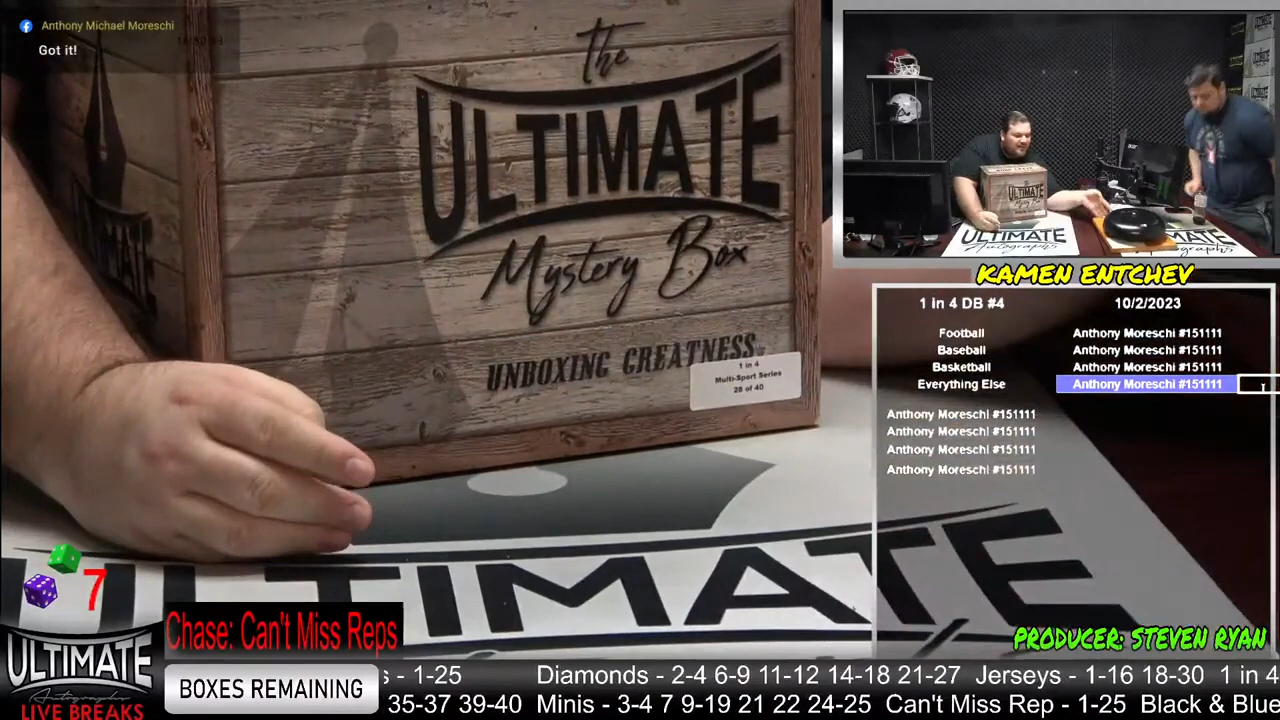 Anthony Michael Moreschi
Got it!
The
ULTIMATE
Mystery Box
UNBOXING GREATNESS
1 in 4
Multi-Sport Series
28 of 40
ULTIMATE
ULTIMATE
Autographs
KAMEN ENTCHEV
1 in 4 DB #4 10/2/2023
Football Anthony Moreschi #151111
Baseball Anthony Moreschi #151111
Basketball Anthony Moreschi #151111
Everything Else Anthony Moreschi #151111
Anthony Moreschi #151111
Anthony Moreschi #151111
Anthony Moreschi #151111
Anthony Moreschi #151111
ULTIMATE
7
Chase: Can't Miss Reps
PRODUCER: STEVEN RYAN
ULTIMATE
Autographs
LIVE BREAKS
BOXES REMAINING
s - 1-25 Diamonds - 2-4 6-9 11-12 14-18 21-27 Jerseys - 1-16 18-30 1 in 4
35-37 39-40 Minis - 3-4 7 9-19 21 22 24-25 Can't Miss Rep - 1-25 Black & Blue